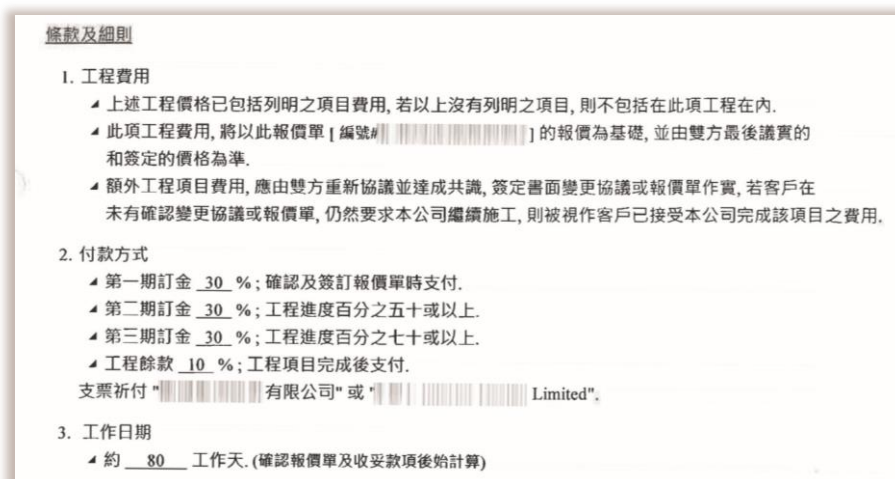 條款及細則
1. 工程費用
上述工程價格已包括列明之項目費用, 若以上沒有列明之項目, 則不包括在此項工程在內.
此項工程費用, 將以此報價單 [ 編號# ] 的報價為基礎, 並由雙方最後議實的
和簽定的價格為準.
額外工程項目費用, 應由雙方重新協議並達成共識, 簽定書面變更協議或報價單作實, 若客戶在
未有確認變更協議或報價單, 仍然要求本公司繼續施工, 則被視作客戶已接受本公司完成該項目之費用.
2. 付款方式
第一期訂金 30 % ; 確認及簽訂報價單時支付.
第二期訂金 30 % ; 工程進度百分之五十或以上.
第三期訂金 30 % ; 工程進度百分之七十或以上.
工程餘款 10 % ; 工程項目完成後支付.
支票祈付 " 有限公司" 或 " Limited".
3. 工作日期
約 80 工作天. (確認報價單及收妥款項後始計算)